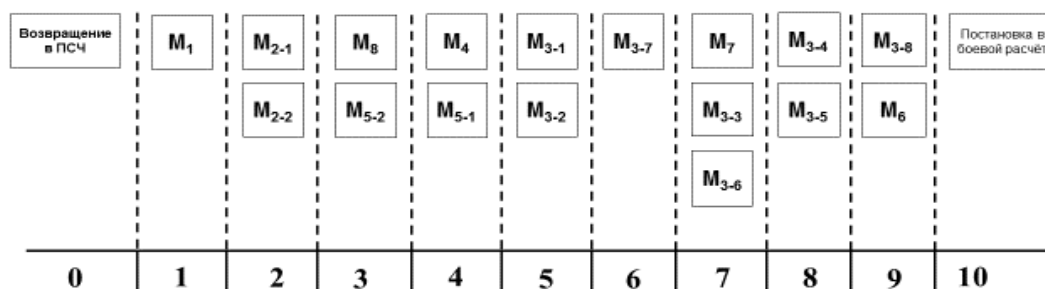 Возвращение в ПСЧ
M1
M2-1
M8
M4
M3-1
M3-7
M7
M3-4
M3-8
Постановка в боевой расчёт
M2-2
M5-2
M5-1
M3-2
M3-3
M3-5
M6
M3-6
0 1 2 3 4 5 6 7 8 9 10